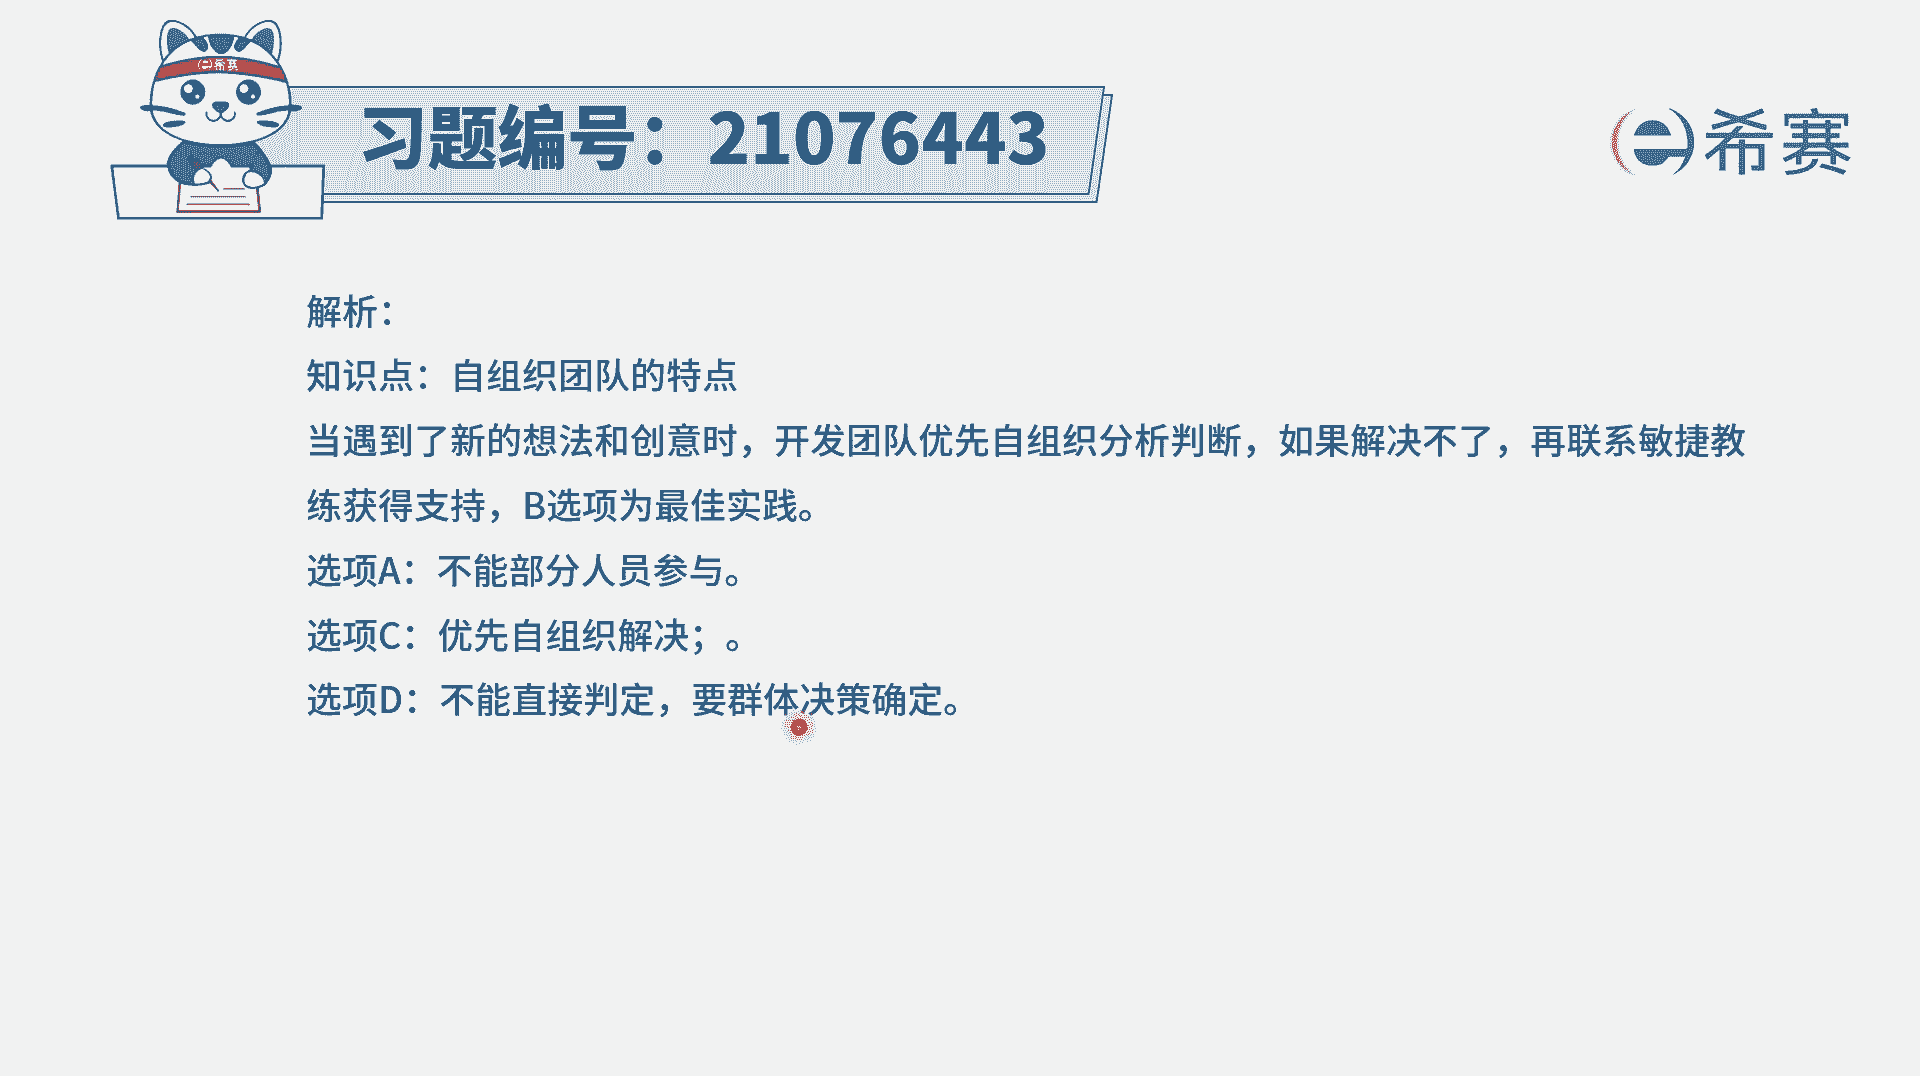 希赛
习题编号：21076443
希赛
解析：
知识点：自组织团队的特点
当遇到了新的想法和创意时，开发团队优先自组织分析判断，如果解决不了，再联系敏捷教
练获得支持，B选项为最佳实践。
选项A：不能部分人员参与。
选项C：优先自组织解决；。
选项D：不能直接判定，要群体决策确定。